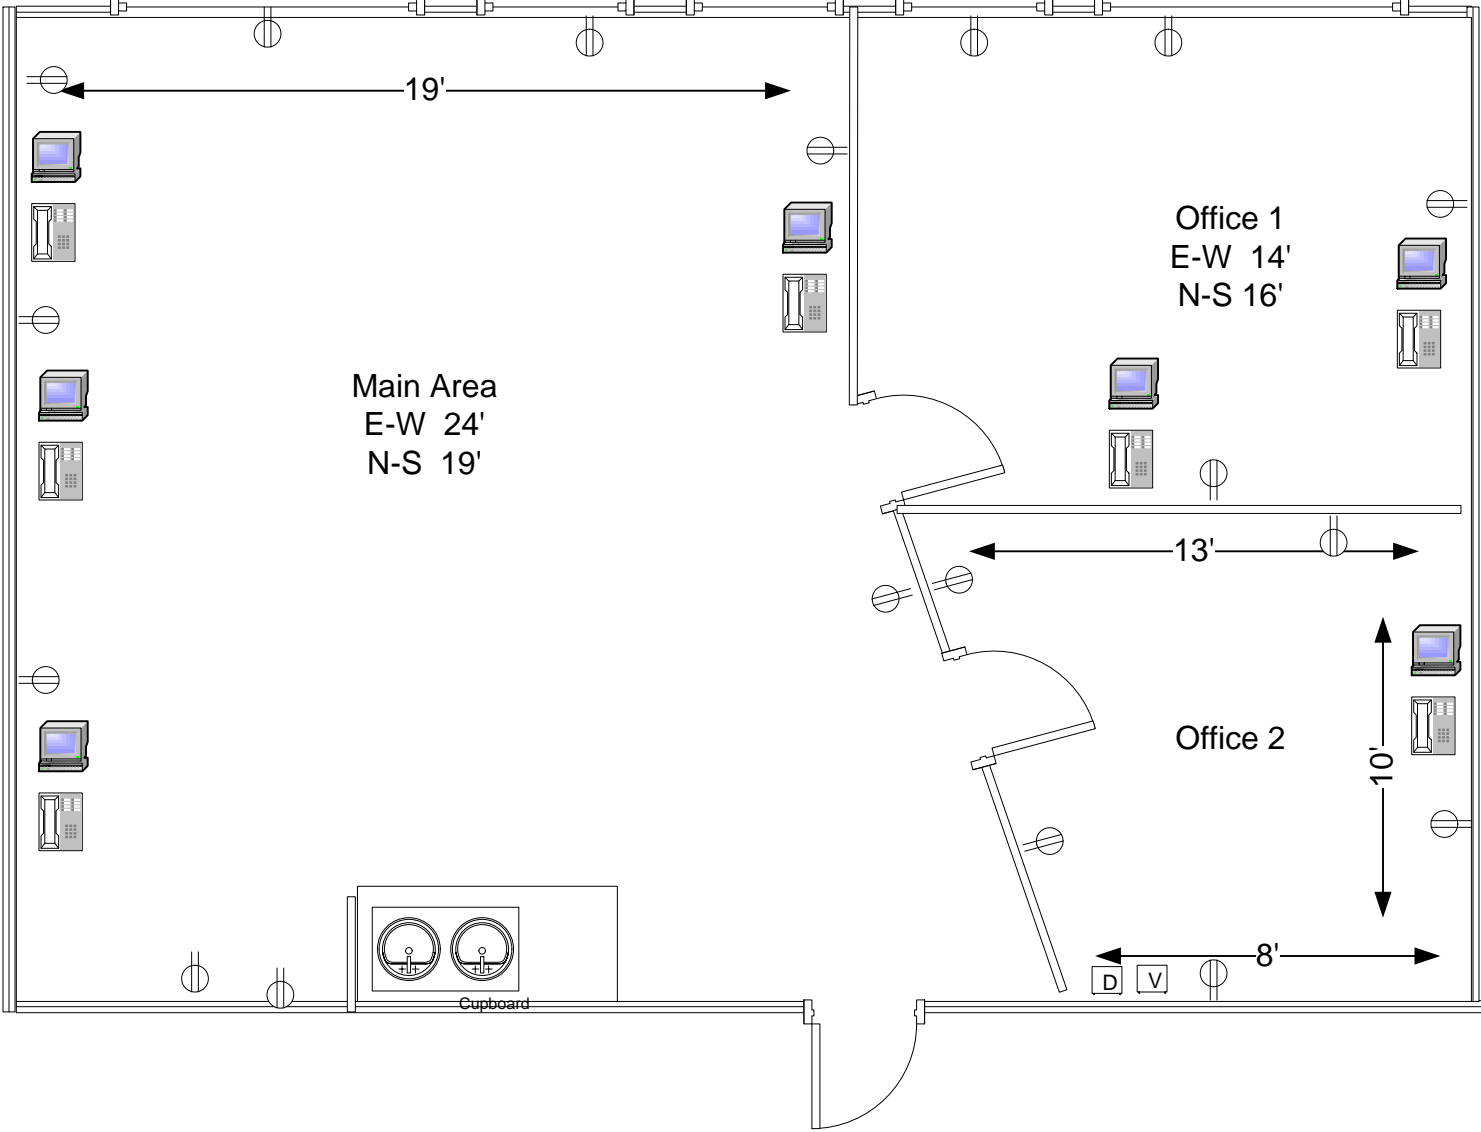 19'
Office 1
E-W  14'
N-S 16'
Main Area
E-W  24'
N-S  19'
13'
Office 2
10'
8'
D
V
Cupboard